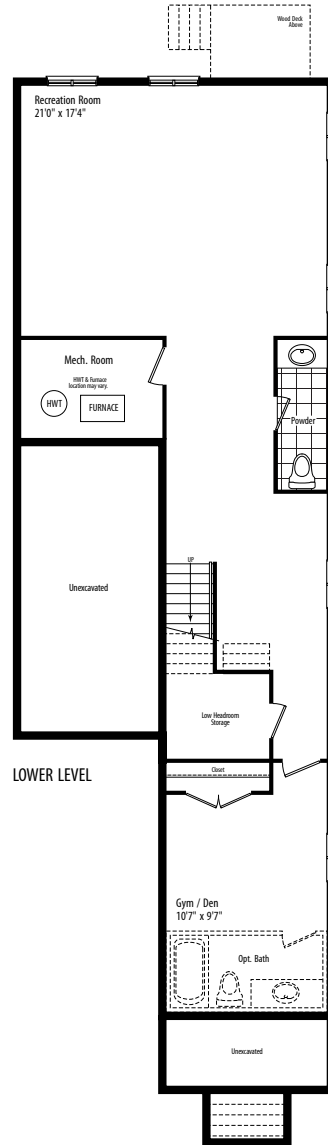 Wood Deck
Above
Recreation Room
21'0" x 17'4"
Mech. Room
HWT & Furnace
location may vary.
HWT
FURNACE
Powder
Unexcavated
UP
Low Headroom
Storage
LOWER LEVEL
Closet
Gym / Den
10'7" x 9'7"
Opt. Bath
Unexcavated